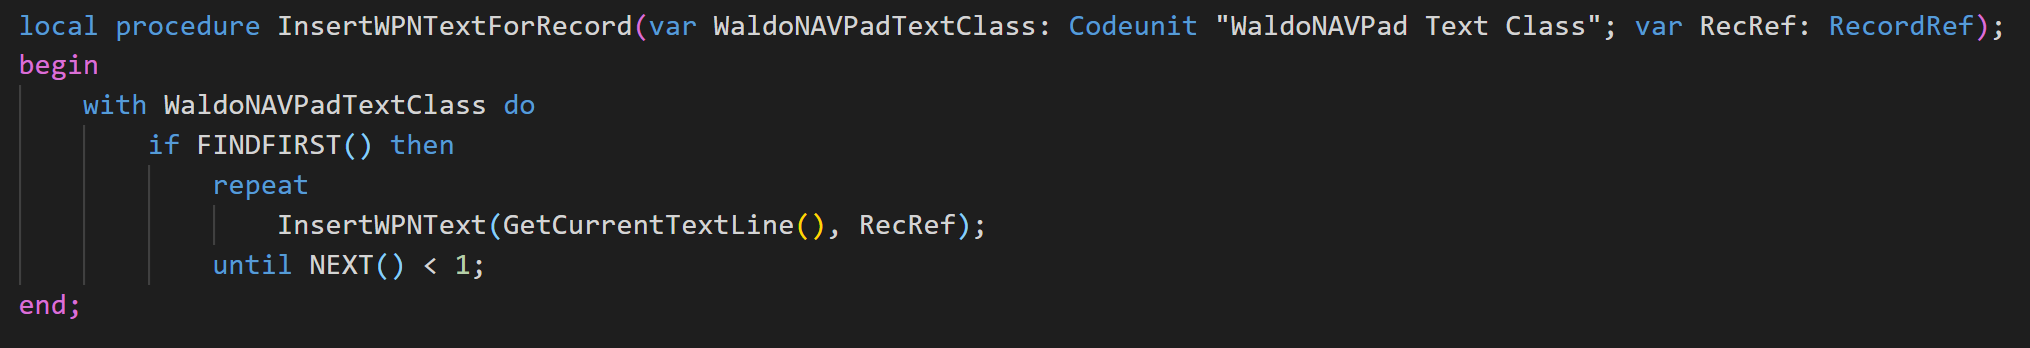 local procedure InsertWPNTextForRecord(var WaldoNAVPadTextClass: Codeunit "WaldoNAVPad Text Class"; var RecRef: RecordRef);
begin
    with WaldoNAVPadTextClass do
        if FINDFIRST() then
            repeat
                InsertWPNText(GetCurrentTextLine(), RecRef);
            until NEXT() < 1;
end;